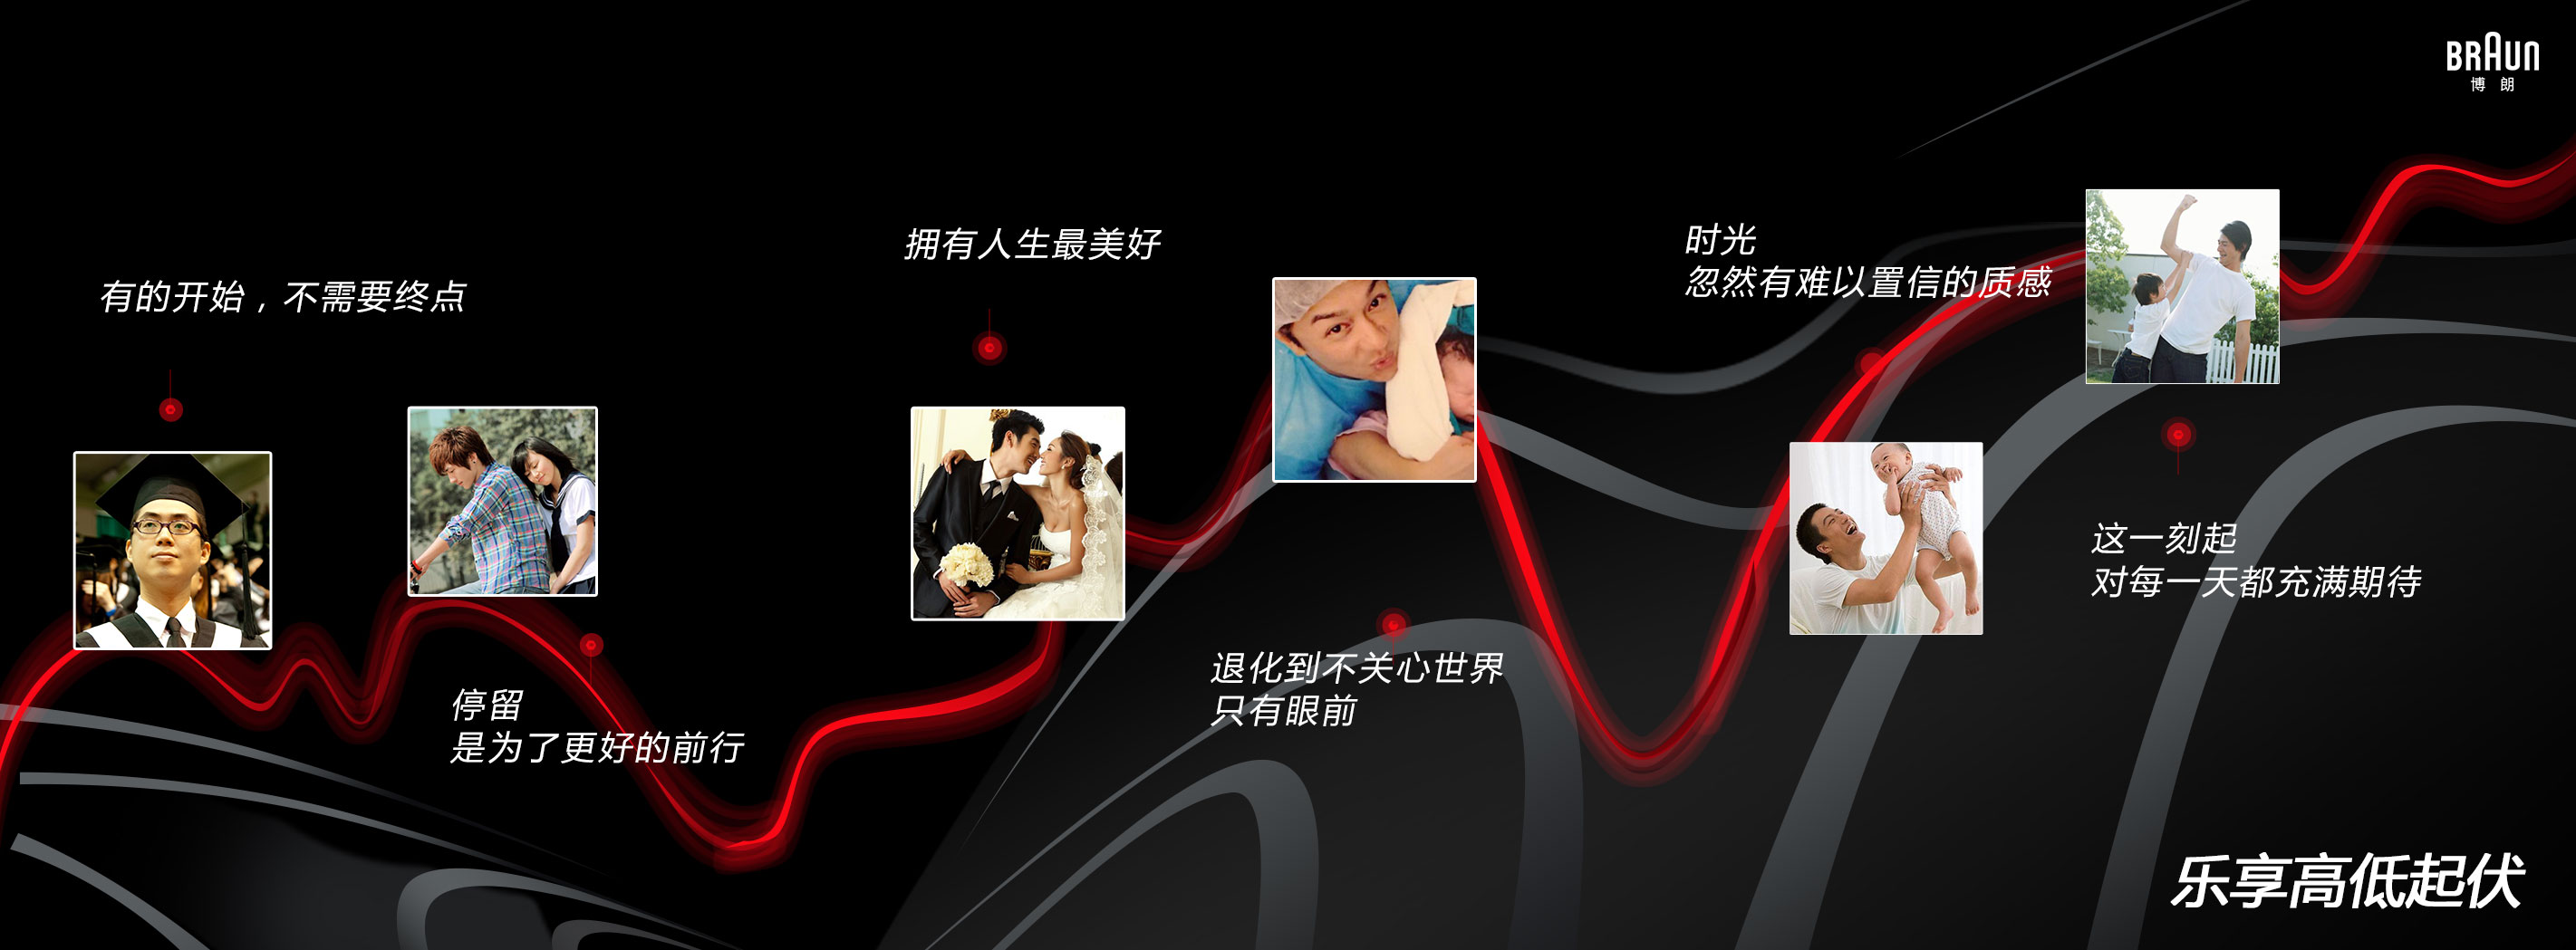 BRAUN
博朗
有的开始，不需要终点
停留
是为了更好的前行
拥有人生最美好
退化到不关心世界
只有眼前
时光
忽然有难以置信的质感
这一刻起
对每一天都充满期待
乐享高低起伏